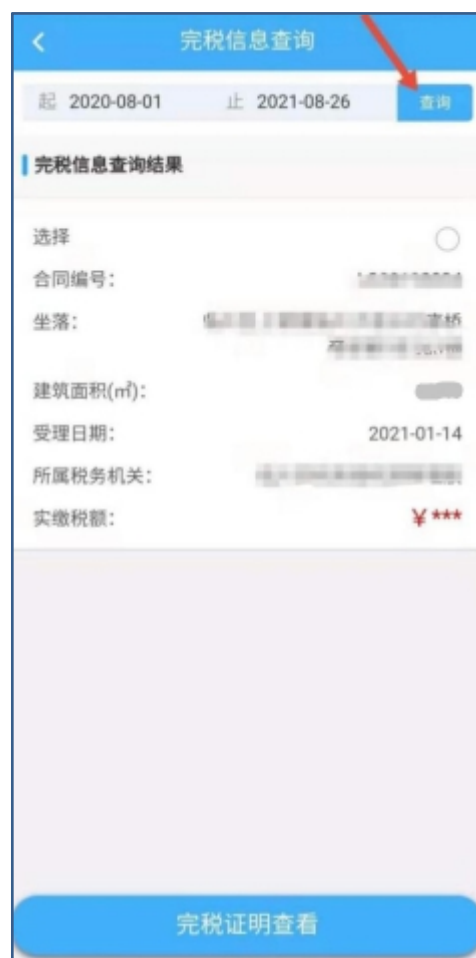 完税信息查询
起 2020-08-01 止 2021-08-26 查询
完税信息查询结果
选择
合同编号：
坐落：
建筑面积(㎡)：
受理日期： 2021-01-14
所属税务机关：
实缴税额： ￥***
完税证明查看